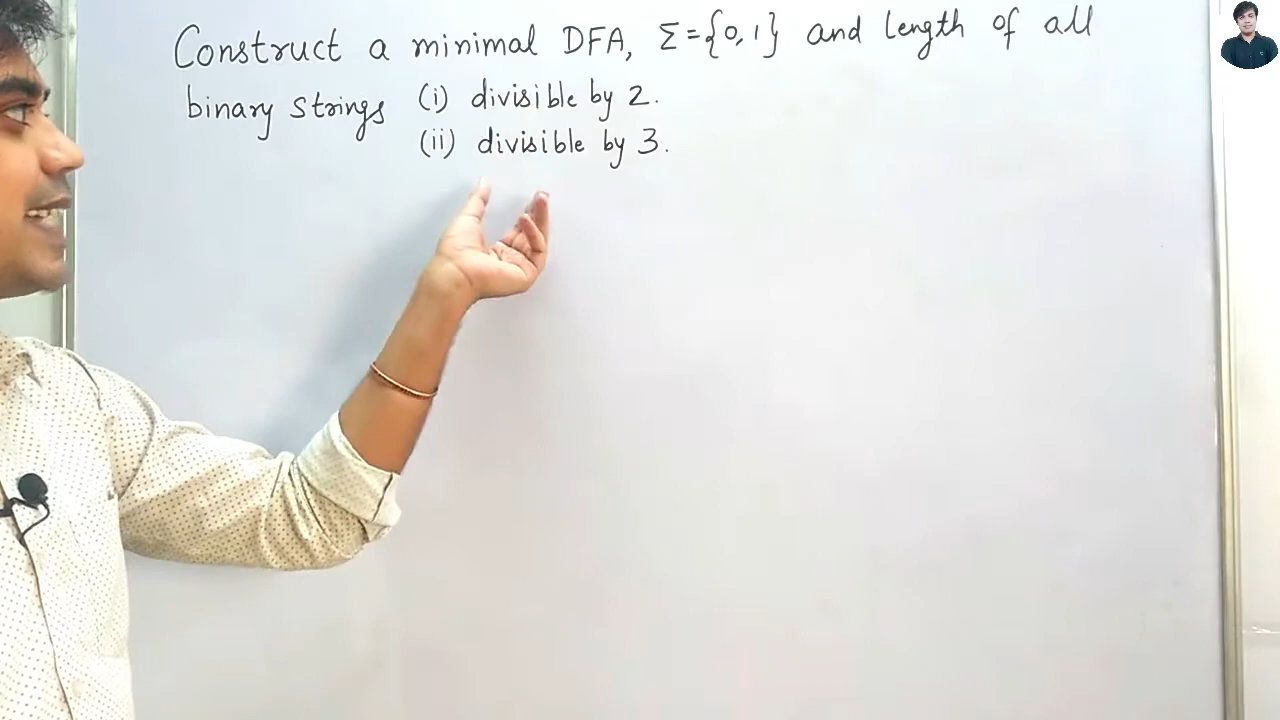 Construct a minimal DFA, Σ={0,1} and length of all
binary strings (i) divisible by 2.
(ii) divisible by 3.